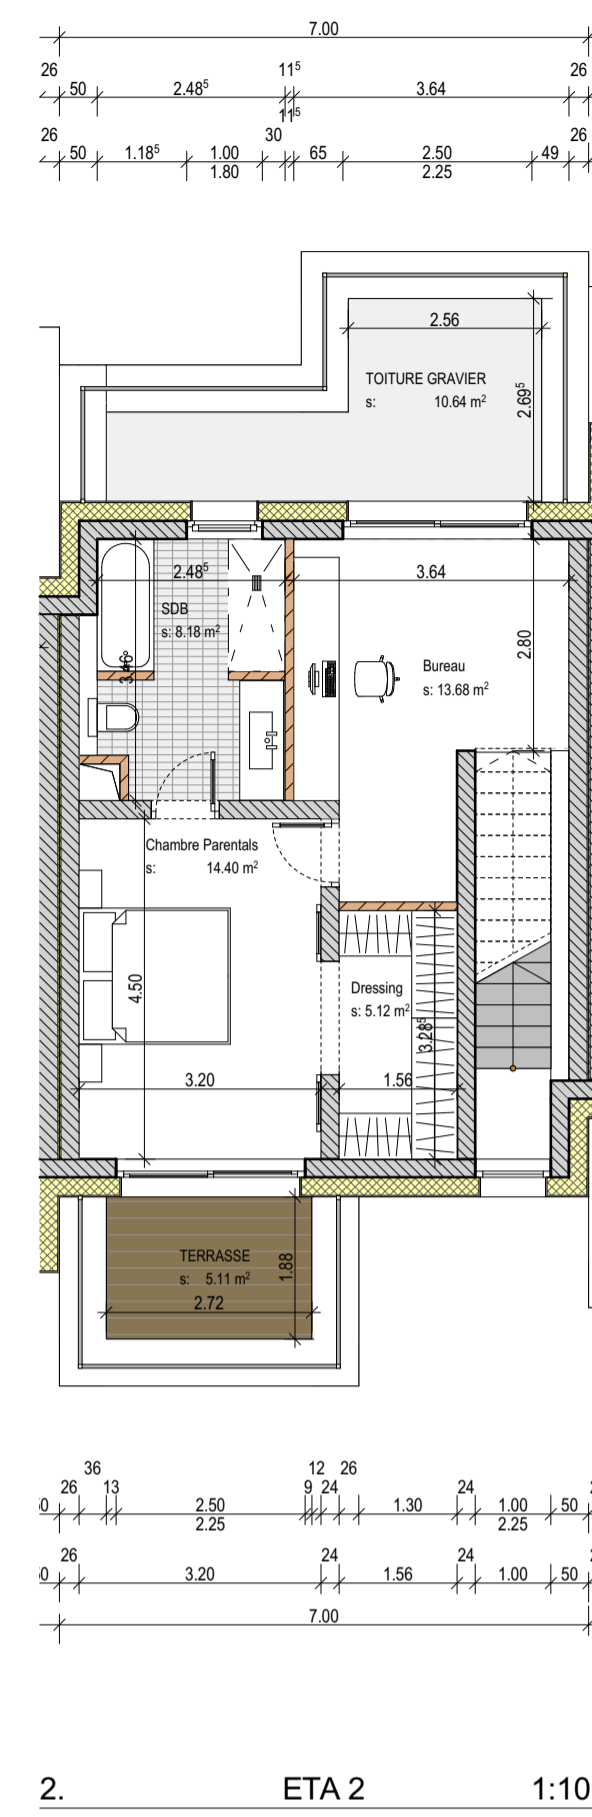 7.00
26 11⁵ 26
50 2.48⁵ 3.64
11⁵
26 30 26
50 1.18⁵ 1.00 65 2.50 49
1.80 2.25
2.56
TOITURE GRAVIER
s: 10.64 m²
2.69⁵
2.48⁵ 3.64
SDB
s: 8.18 m²
2.80
Bureau
s: 13.68 m²
Chambre Parentals
s: 14.40 m²
4.50
Dressing
s: 5.12 m²
3.28⁵
3.20 1.56
TERRASSE
s: 5.11 m²
1.88
2.72
36 12 26
26 13 9 24 24
2.50 1.30 1.00 50
2.25 2.25
26 24 24
3.20 1.56 1.00 50
7.00
2. ETA 2 1:10